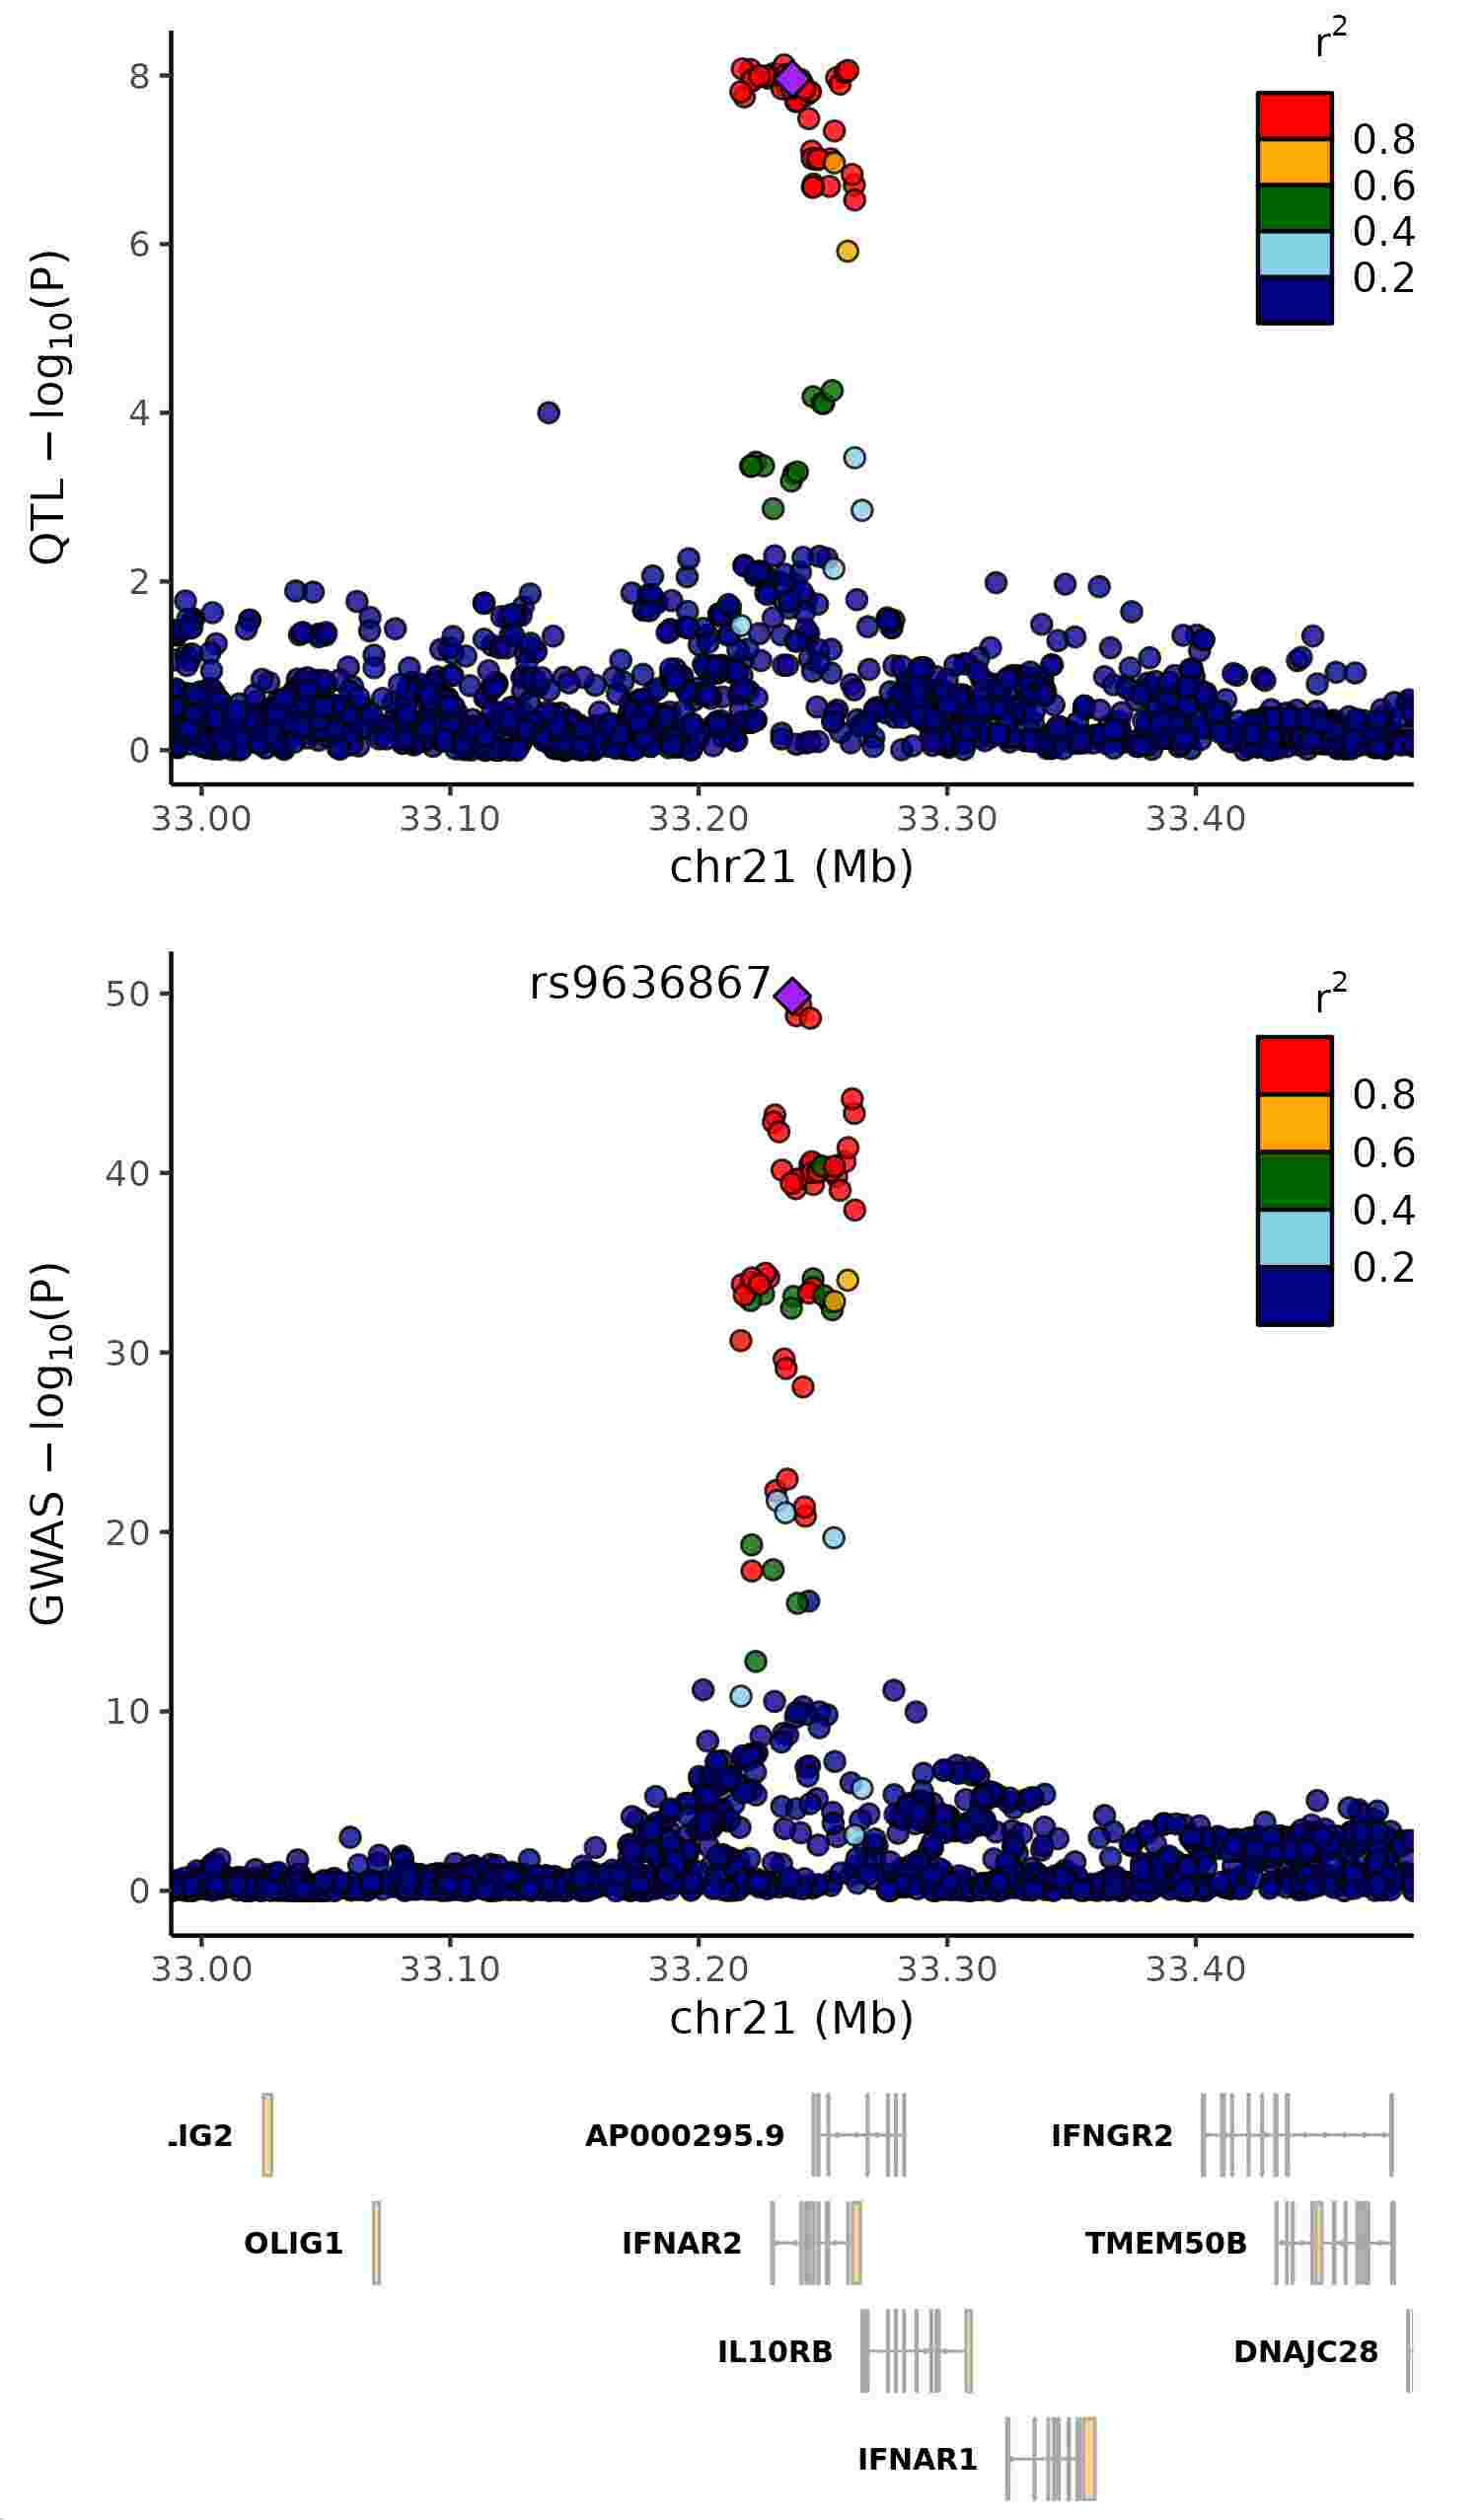 r2
8
6
4
2
0
QTL − log10(P)
0.8
0.6
0.4
0.2
33.00 33.10 33.20 33.30 33.40
chr21 (Mb)
rs9636867
r2
50
40
30
20
10
0
GWAS − log10(P)
0.8
0.6
0.4
0.2
33.00 33.10 33.20 33.30 33.40
chr21 (Mb)
IG2 AP000295.9 IFNGR2
OLIG1 IFNAR2 TMEM50B
IL10RB DNAJC28
IFNAR1